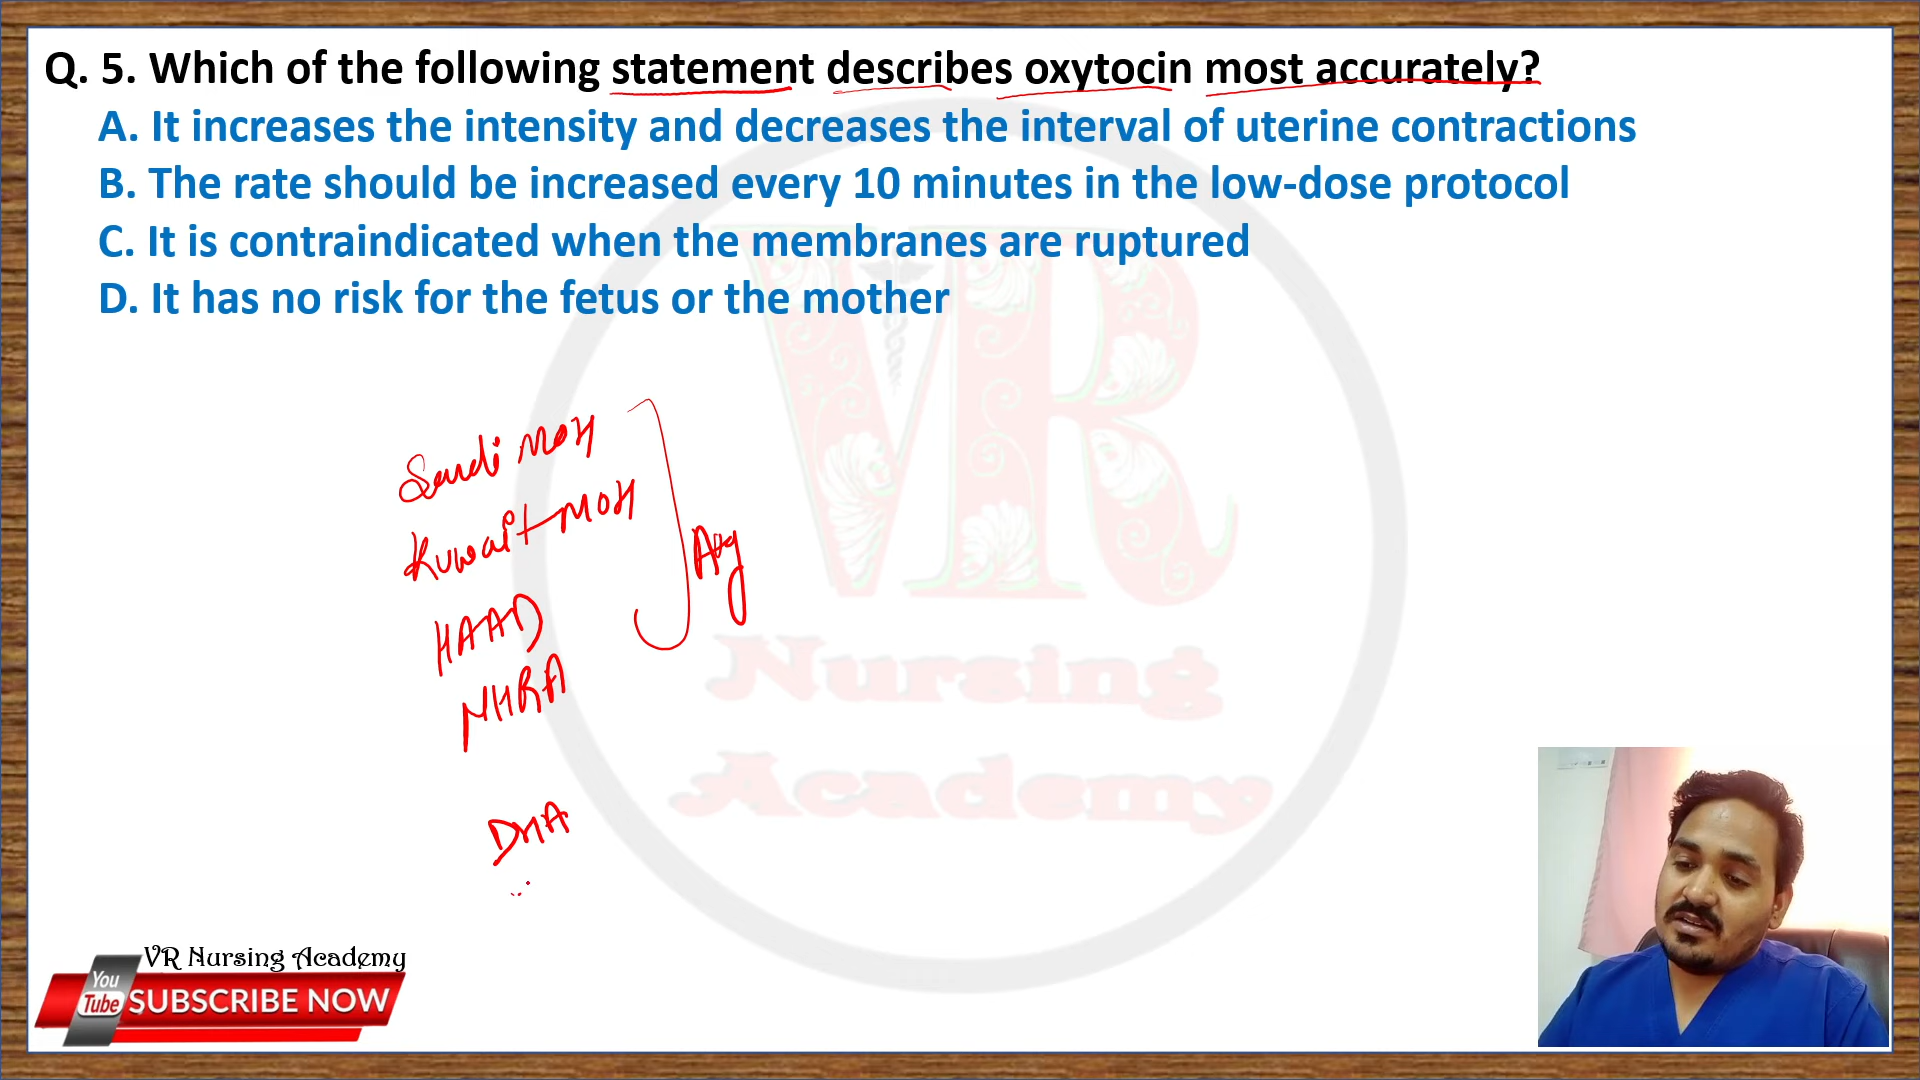 Q. 5. Which of the following statement describes oxytocin most accurately?
A. It increases the intensity and decreases the interval of uterine contractions
B. The rate should be increased every 10 minutes in the low-dose protocol
C. It is contraindicated when the membranes are ruptured
D. It has no risk for the fetus or the mother
Saudi MOH
Kuwait MOH
HAAD
NHRA
DHA
VR
Nursing
Academy
VR Nursing Academy
You
Tube
SUBSCRIBE NOW